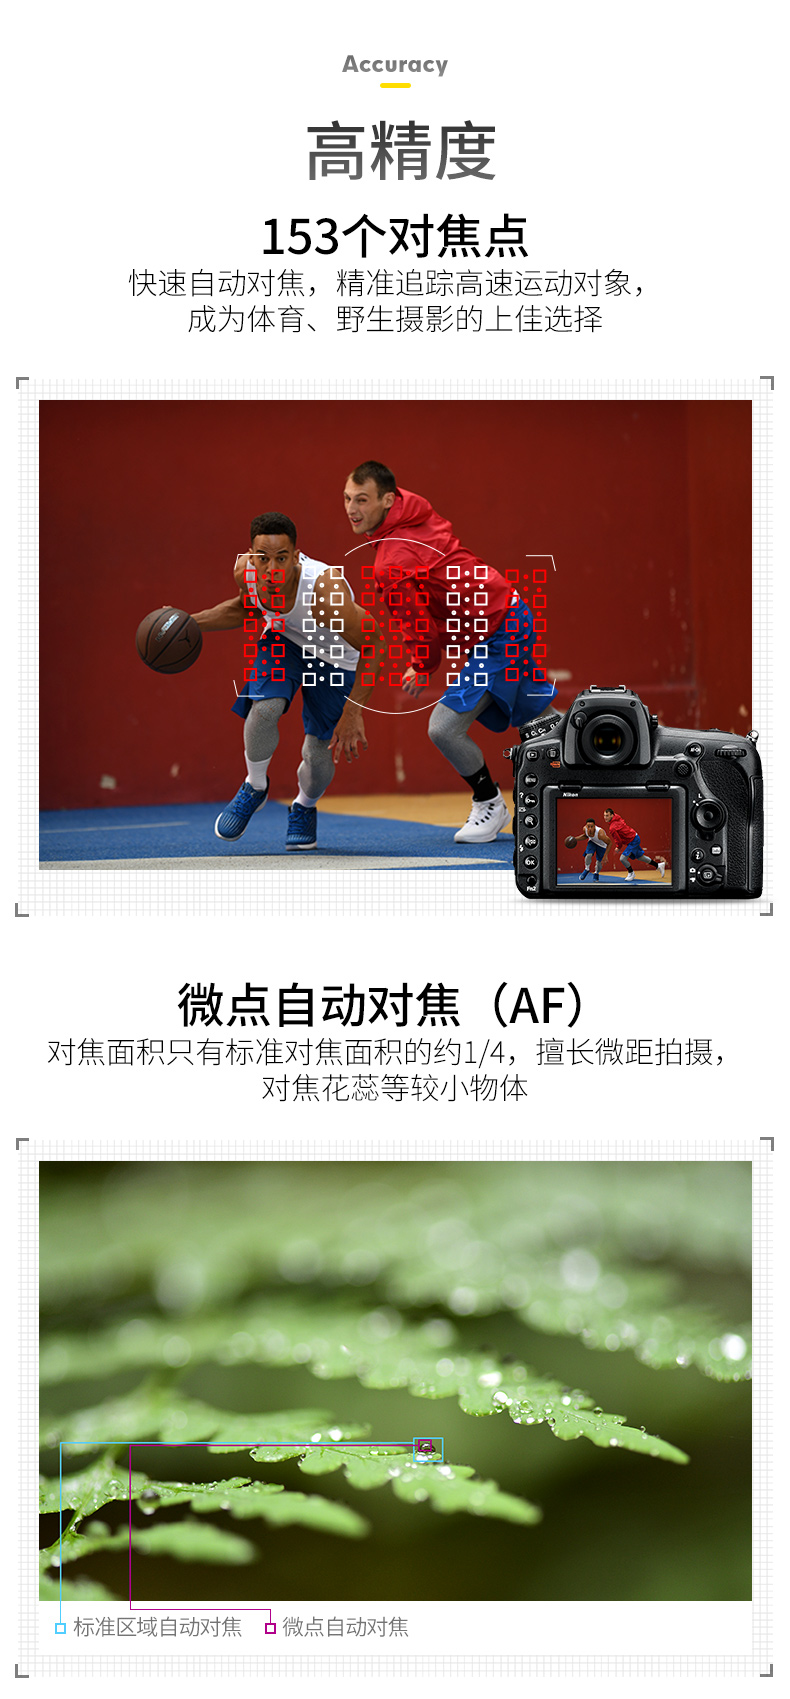 Accuracy
高精度
153个对焦点
快速自动对焦，精准追踪高速运动对象，
成为体育、野生摄影的上佳选择
Nikon
MENU
OK
Fn2
微点自动对焦（AF）
对焦面积只有标准对焦面积的约1/4，擅长微距拍摄，
对焦花蕊等较小物体
标准区域自动对焦
微点自动对焦